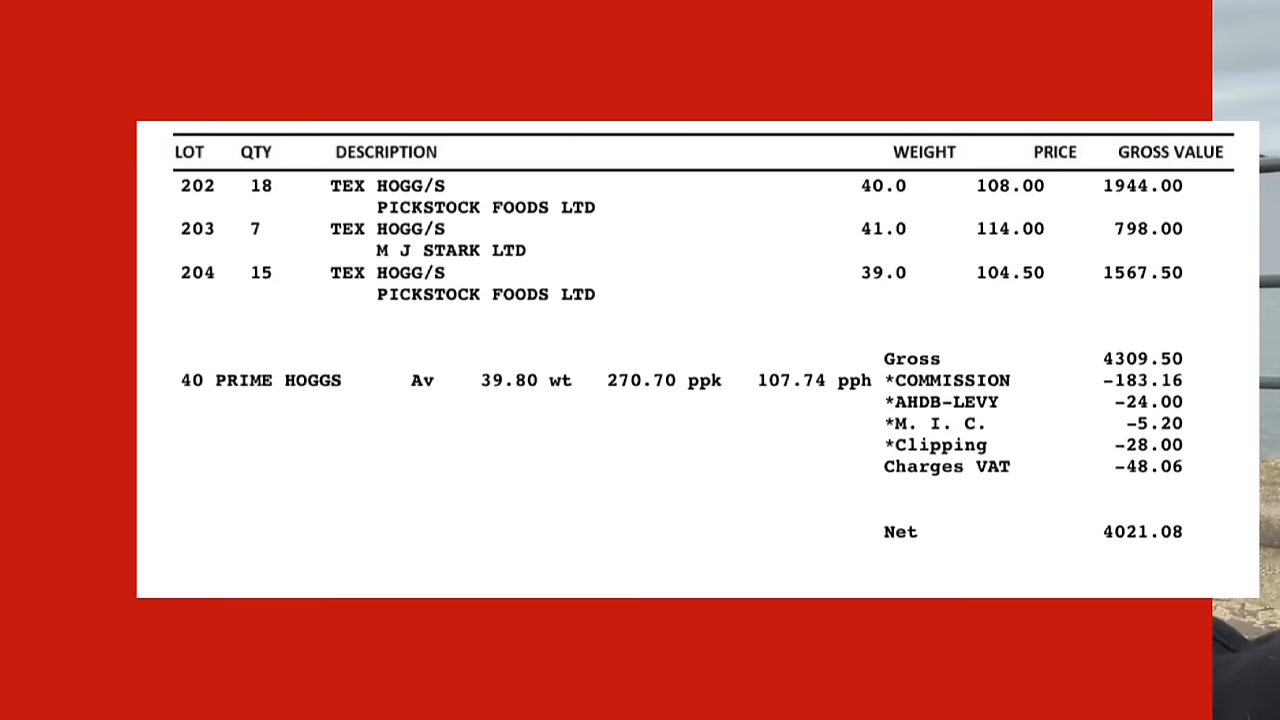 LOT QTY DESCRIPTION WEIGHT PRICE GROSS VALUE
202 18 TEX HOGG/S 40.0 108.00 1944.00
PICKSTOCK FOODS LTD
203 7 TEX HOGG/S 41.0 114.00 798.00
M J STARK LTD
204 15 TEX HOGG/S 39.0 104.50 1567.50
PICKSTOCK FOODS LTD
Gross 4309.50
40 PRIME HOGGS Av 39.80 wt 270.70 ppk 107.74 pph *COMMISSION -183.16
*AHDB-LEVY -24.00
*M. I. C. -5.20
*Clipping -28.00
Charges VAT -48.06
Net 4021.08